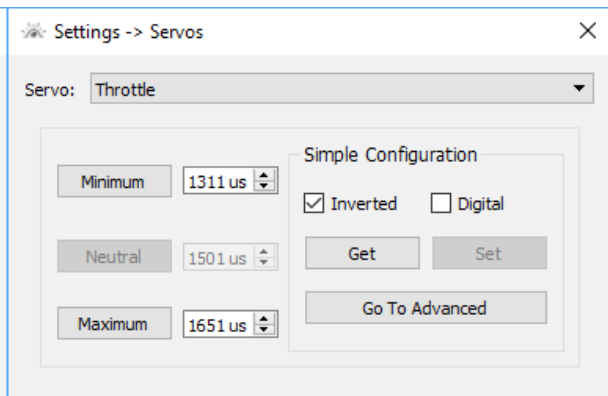 Settings -> Servos
Servo: Throttle
Simple Configuration
Minimum 1311 us
Inverted Digital
Neutral 1501 us
Get Set
Maximum 1651 us
Go To Advanced